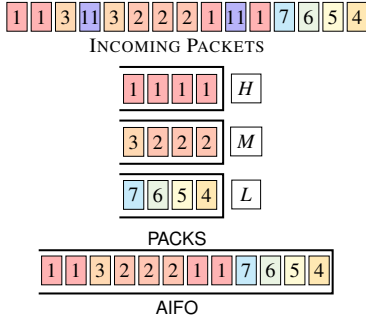 1 1 3 11 3 2 2 2 1 11 1 7 6 5 4
INCOMING PACKETS
1 1 1 1 H
3 2 2 2 M
7 6 5 4 L
PACKS
1 1 3 2 2 2 1 1 7 6 5 4
AIFO